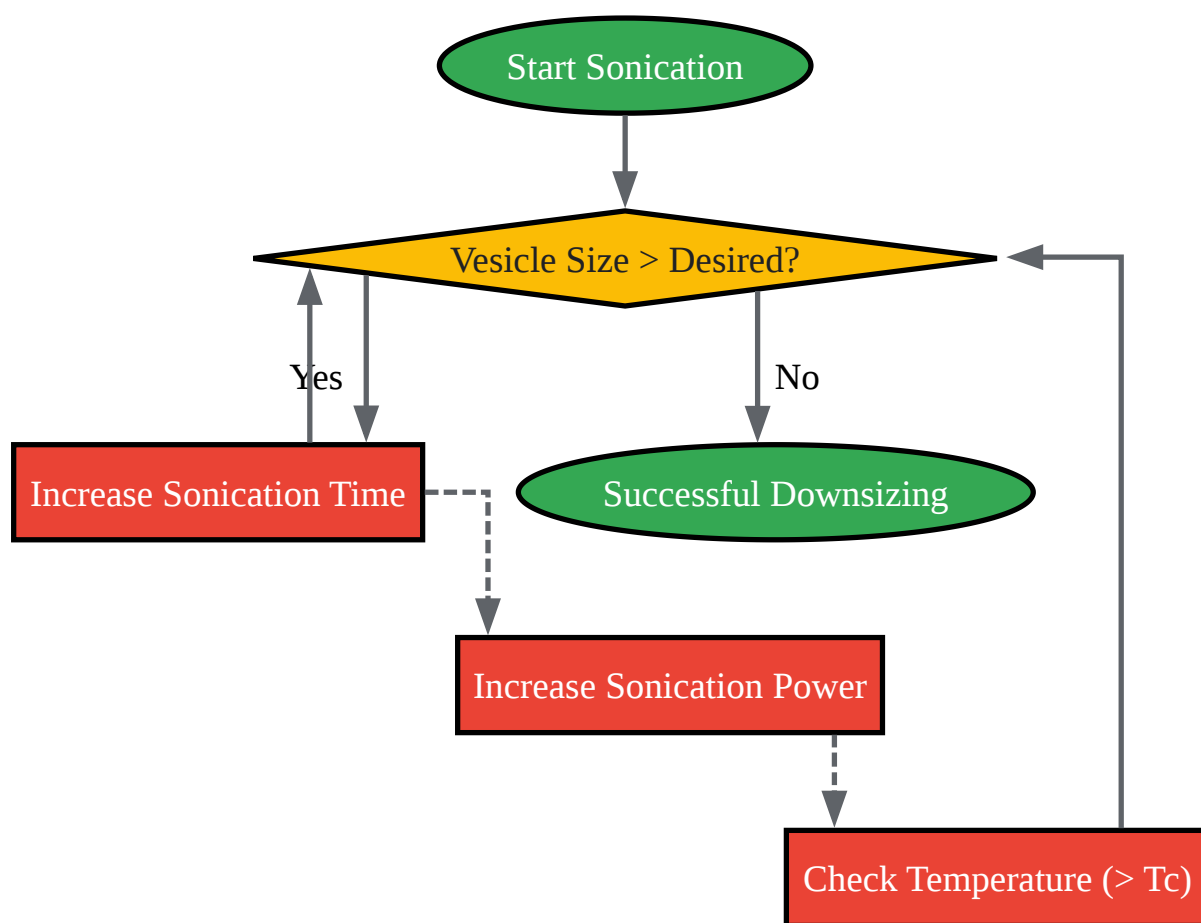 Start Sonication
Vesicle Size > Desired?
Yes
No
Increase Sonication Time
Successful Downsizing
Increase Sonication Power
Check Temperature (> Tc)